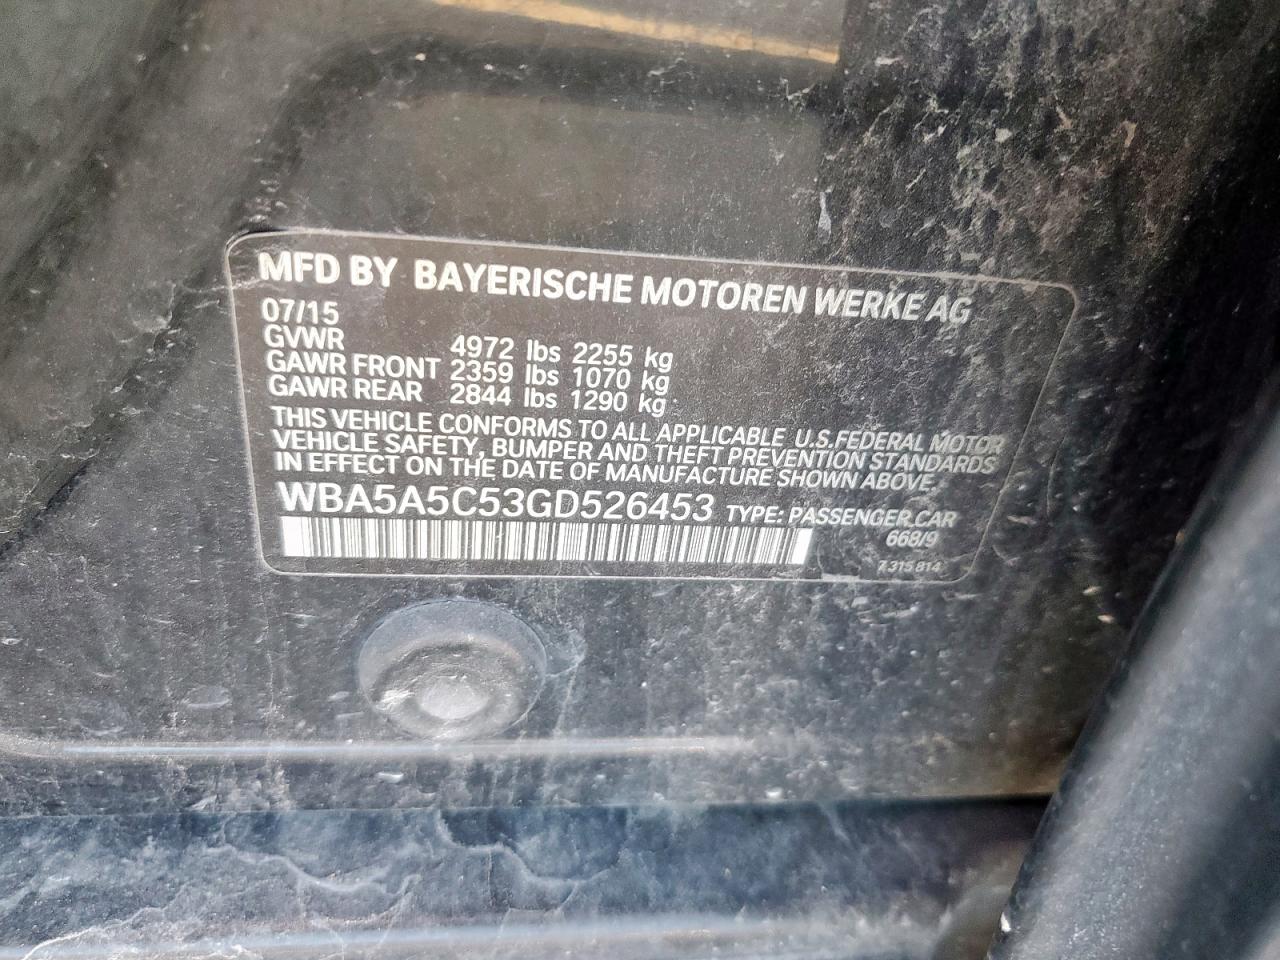 MFD BY BAYERISCHE MOTOREN WERKE AG
07/15
GVWR 4972 lbs 2255 kg
GAWR FRONT 2359 lbs 1070 kg
GAWR REAR 2844 lbs 1290 kg
THIS VEHICLE CONFORMS TO ALL APPLICABLE U.S.FEDERAL MOTOR
VEHICLE SAFETY, BUMPER AND THEFT PREVENTION STANDARDS
IN EFFECT ON THE DATE OF MANUFACTURE SHOWN ABOVE.
WBA5A5C53GD526453 TYPE: PASSENGER CAR
668/9
7.315 814